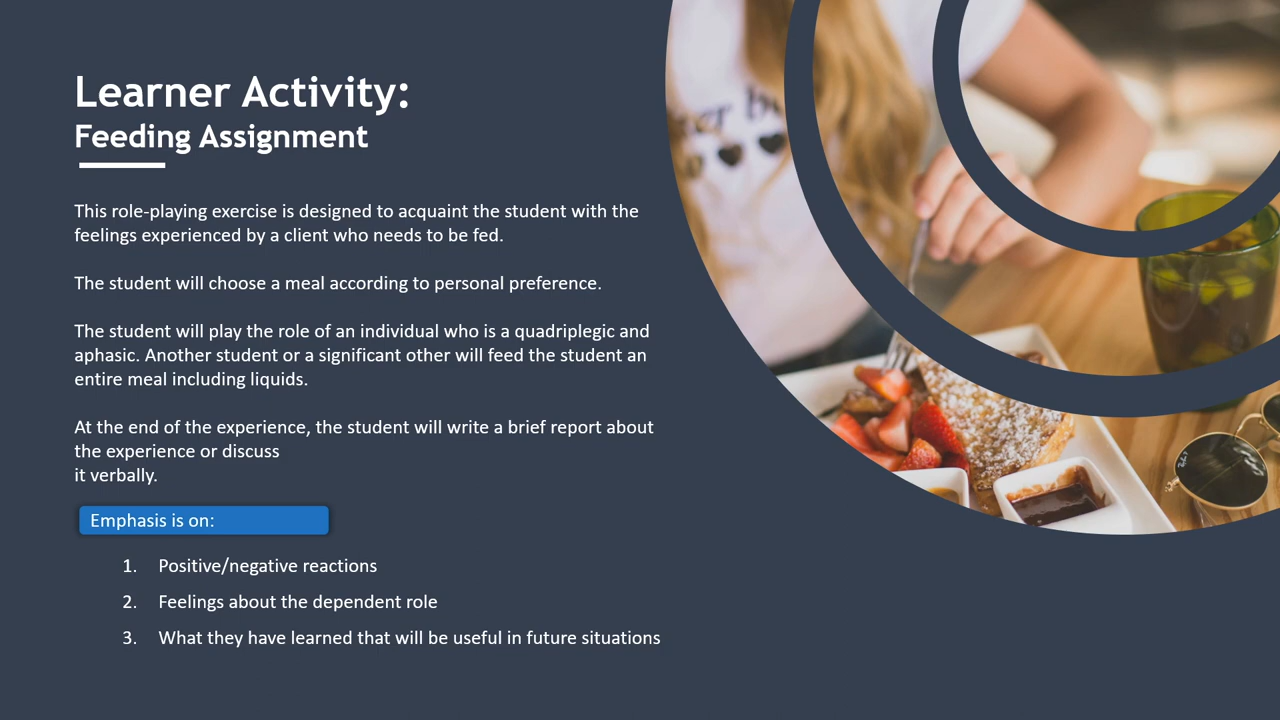 Learner Activity:
Feeding Assignment
This role-playing exercise is designed to acquaint the student with the
feelings experienced by a client who needs to be fed.
The student will choose a meal according to personal preference.
The student will play the role of an individual who is a quadriplegic and
aphasic. Another student or a significant other will feed the student an
entire meal including liquids.
At the end of the experience, the student will write a brief report about
the experience or discuss
it verbally.
Emphasis is on:
1. Positive/negative reactions
2. Feelings about the dependent role
3. What they have learned that will be useful in future situations